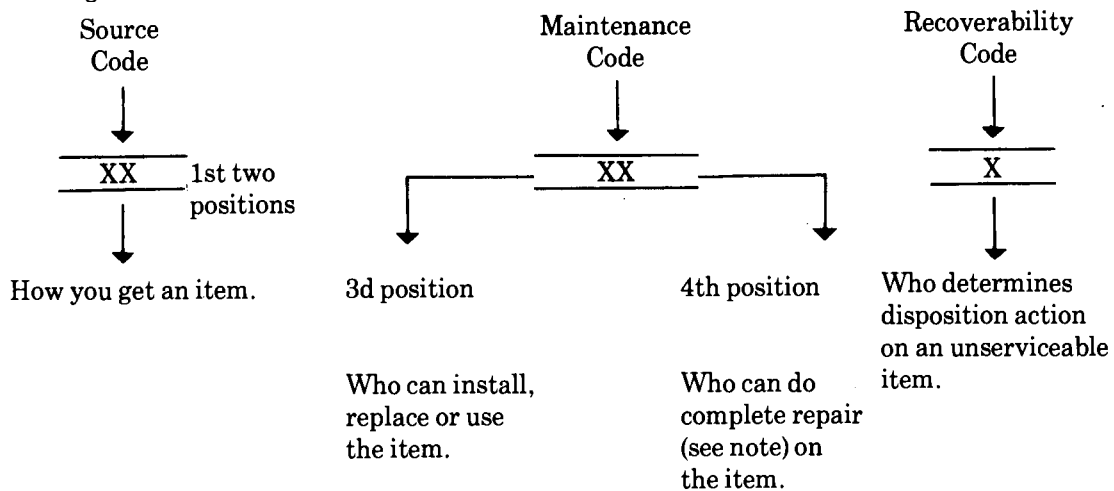 Source
Code
Maintenance
Code
Recoverability
Code
XX
1st two
positions
XX
X
How you get an item.
3d position
4th position
Who determines
disposition action
on an unserviceable
item.
Who can install,
replace or use
the item.
Who can do
complete repair
(see note) on
the item.